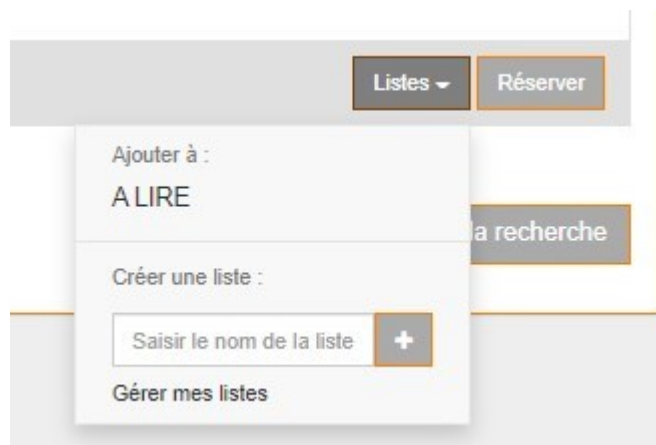 Listes
Réserver
Ajouter à :
A LIRE
la recherche
Créer une liste :
Saisir le nom de la liste
+
Gérer mes listes